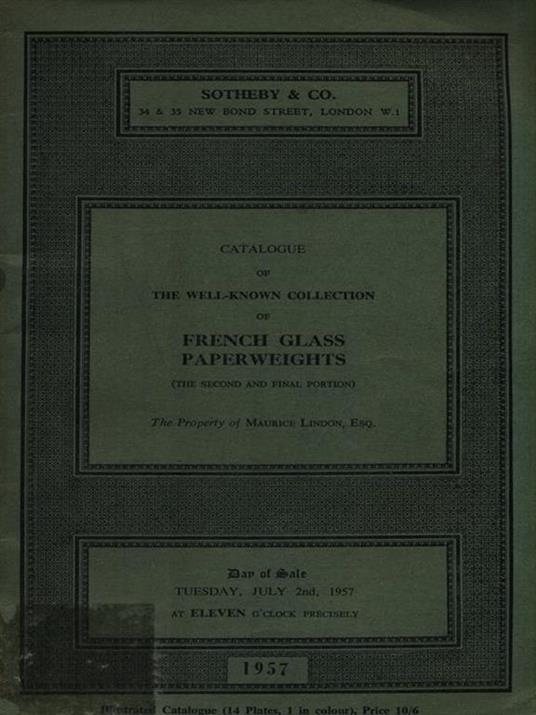 SOTHEBY & CO.
34 & 35 NEW BOND STREET, LONDON W.1
CATALOGUE
OF
THE WELL-KNOWN COLLECTION
OF
FRENCH GLASS
PAPERWEIGHTS
(THE SECOND AND FINAL PORTION)
The Property of MAURICE LINDON, ESQ.
Day of Sale
TUESDAY, JULY 2nd, 1957
AT ELEVEN O'CLOCK PRECISELY
1957
Illustrated Catalogue (14 Plates, 1 in colour), Price 10/6